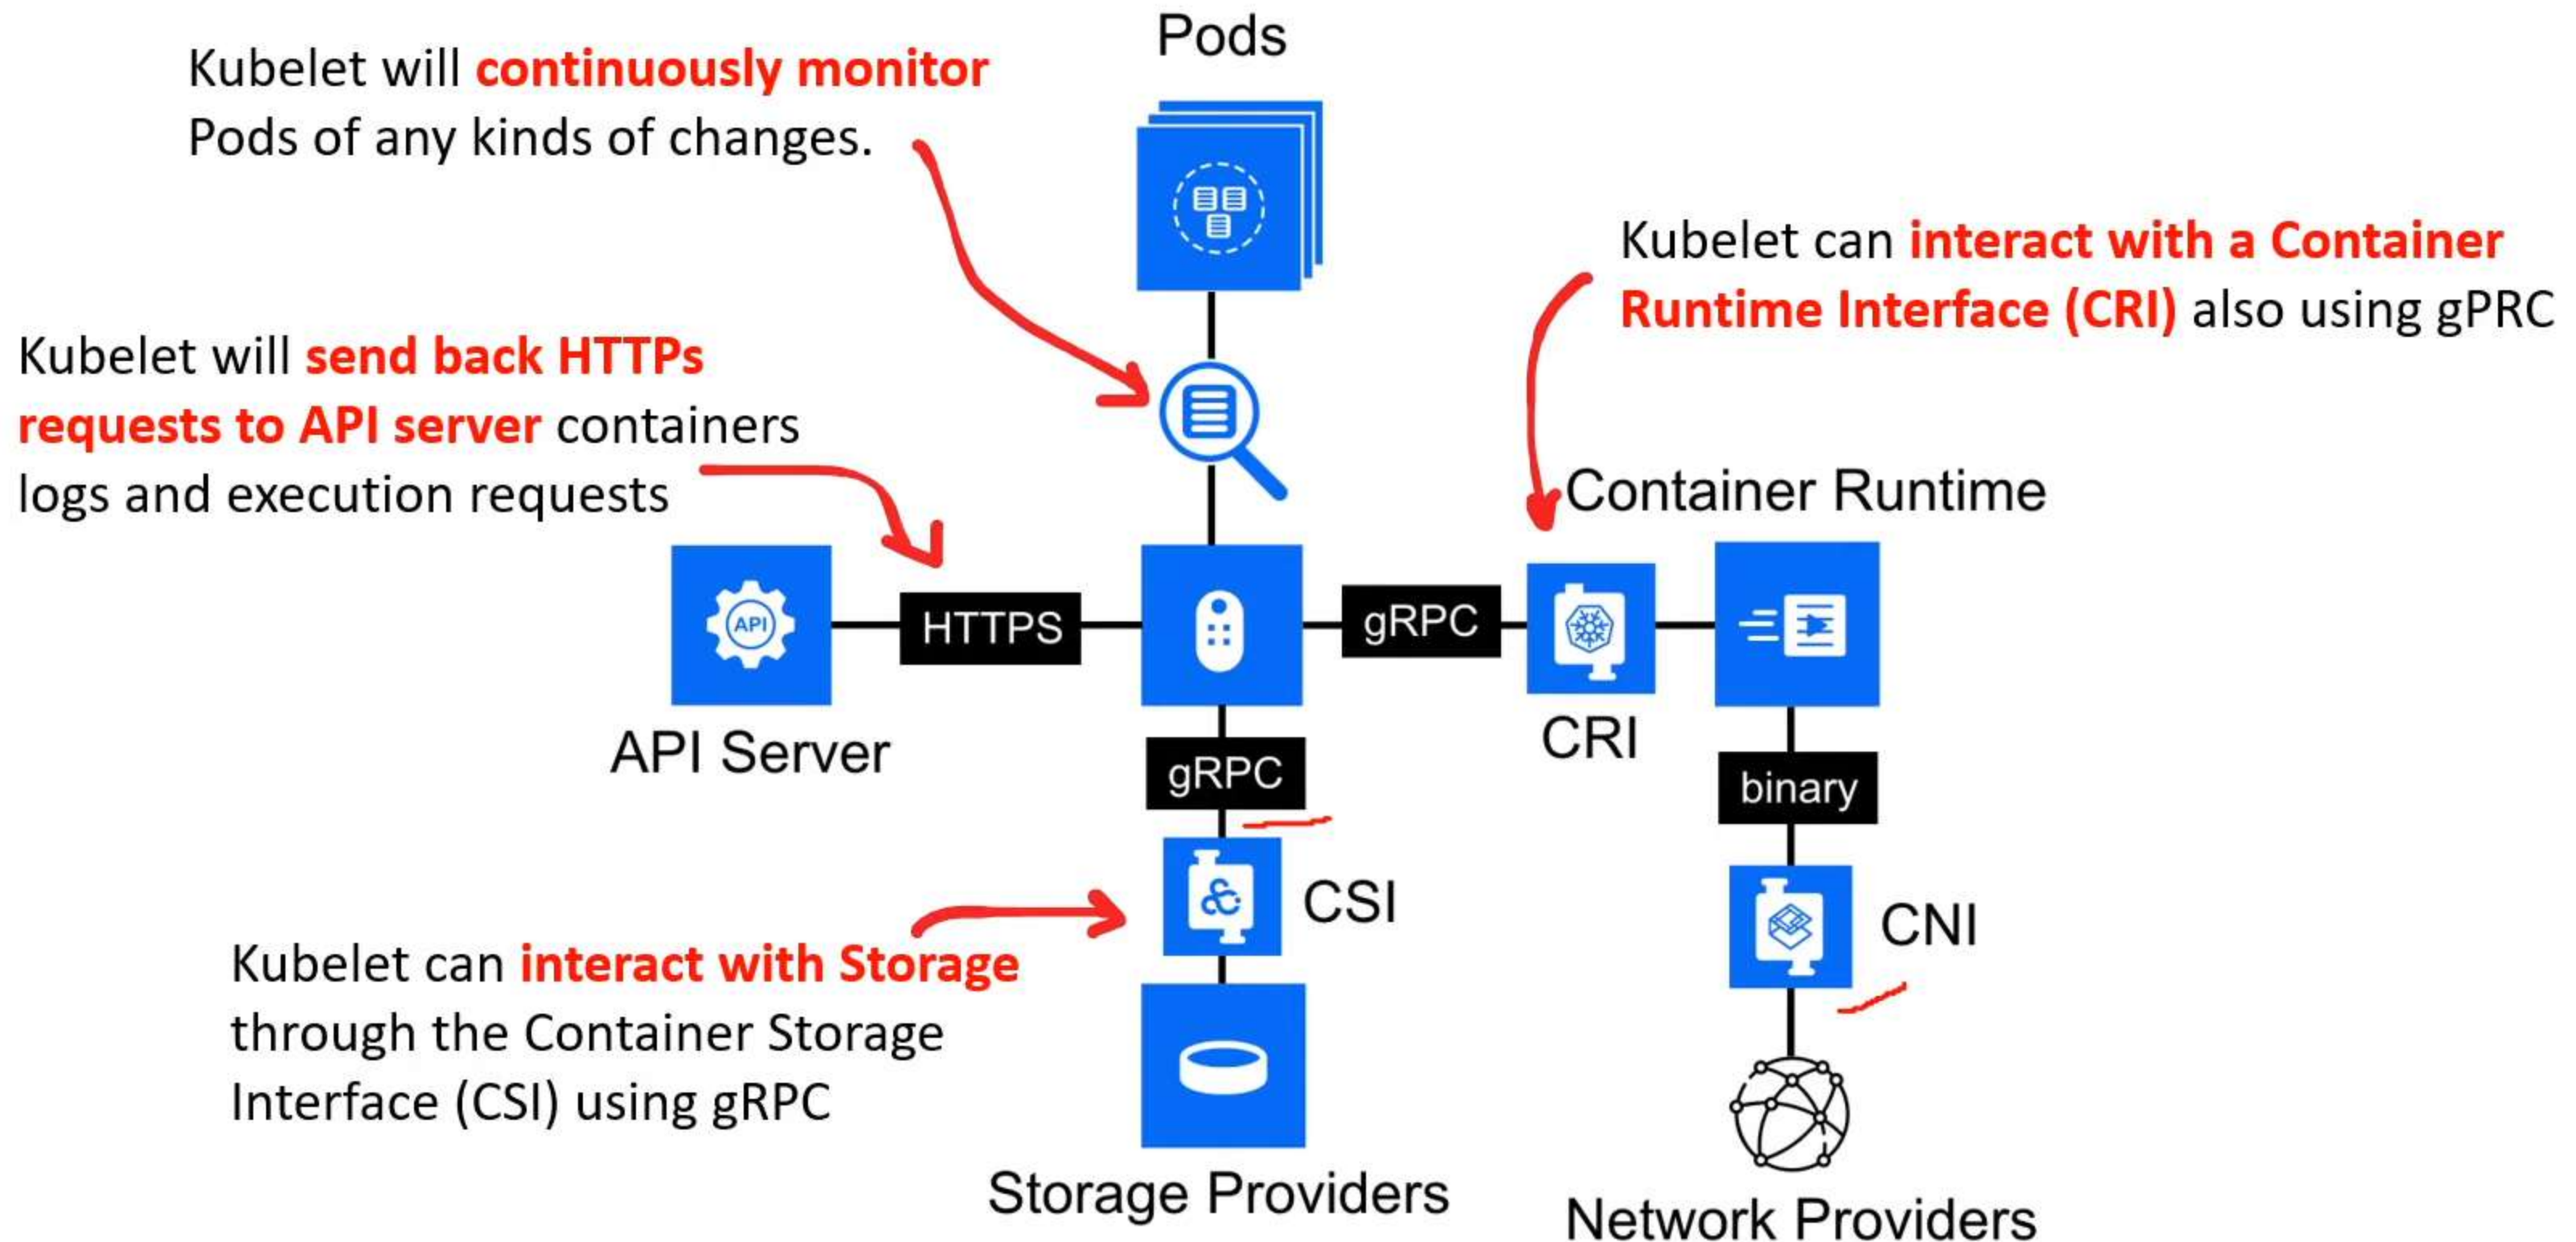 Pods
Kubelet will continuously monitor
Pods of any kinds of changes.
Kubelet can interact with a Container
Runtime Interface (CRI) also using gPRC
Kubelet will send back HTTPs
requests to API server containers
logs and execution requests
Container Runtime
API
HTTPS
gRPC
API Server
CRI
gRPC
binary
CSI
CNI
Kubelet can interact with Storage
through the Container Storage
Interface (CSI) using gRPC
Storage Providers
Network Providers